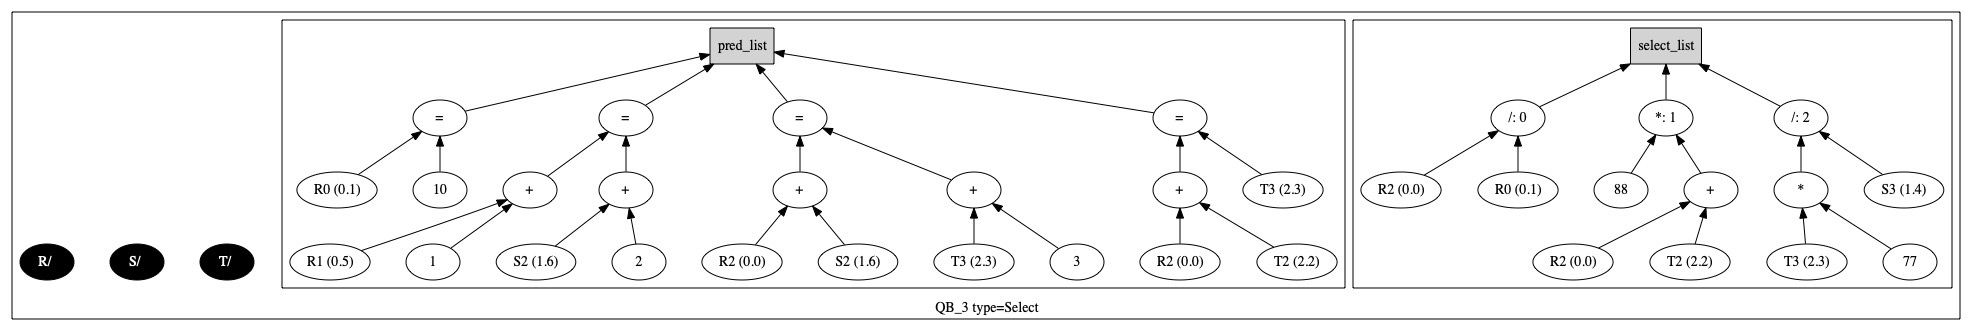 pred_list
select_list
=
=
=
=
/: 0
*: 1
/: 2
R0 (0.1)
10
+
+
+
+
+
T3 (2.3)
R2 (0.0)
R0 (0.1)
88
+
*
S3 (1.4)
R/
S/
T/
R1 (0.5)
1
S2 (1.6)
2
R2 (0.0)
S2 (1.6)
T3 (2.3)
3
R2 (0.0)
T2 (2.2)
R2 (0.0)
T2 (2.2)
T3 (2.3)
77
QB_3 type=Select